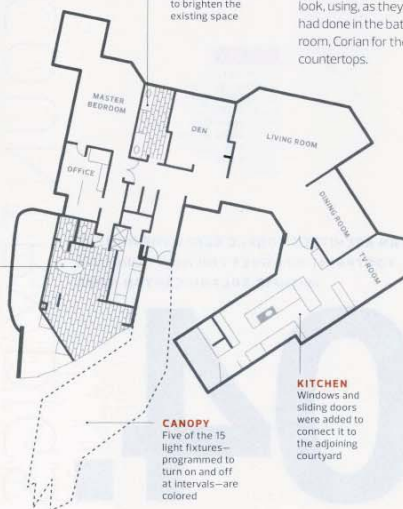 to brighten the
existing space
look, using, as they
had done in the bat
room, Corian for the
countertops.
MASTER
BEDROOM
DEN
LIVING ROOM
OFFICE
DINING ROOM
TV ROOM
KITCHEN
Windows and
sliding doors
were added to
connect it to
the adjoining
courtyard
CANOPY
Five of the 15
light fixtures—
programmed to
turn on and off
at intervals—are
colored